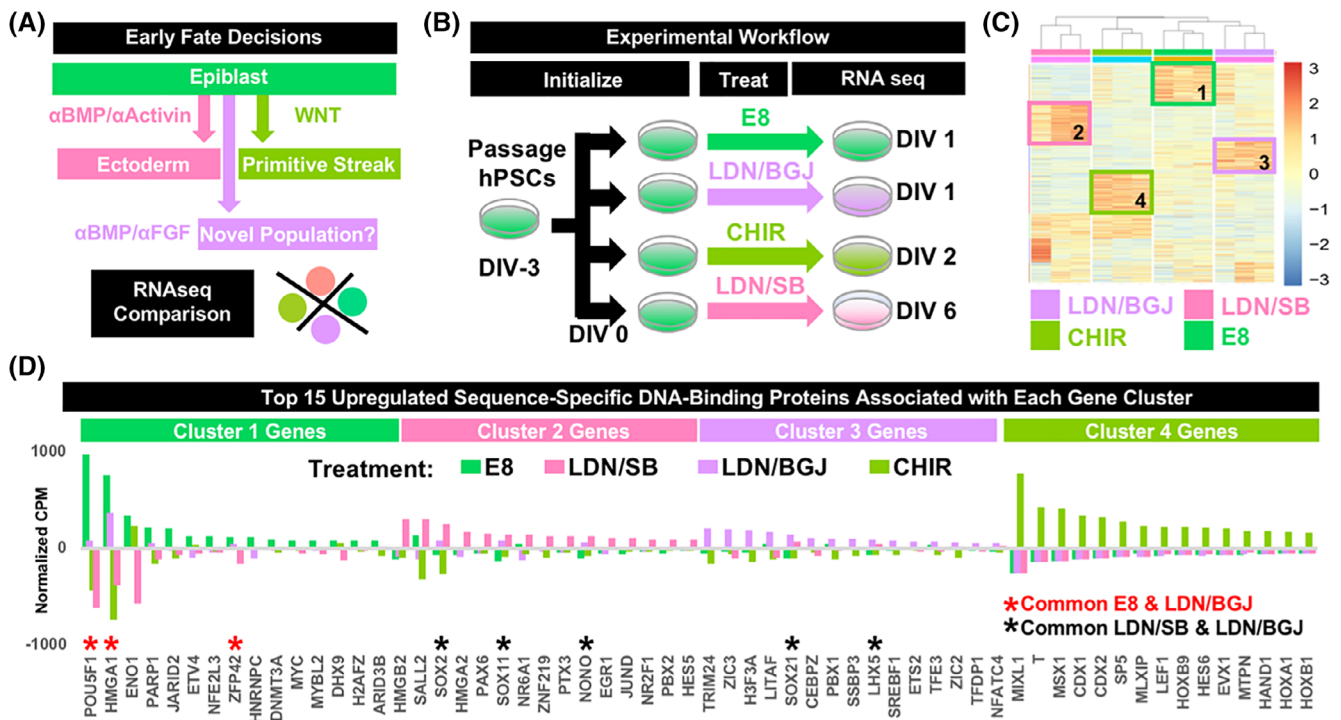 (A)
Early Fate Decisions
Epiblast
αBMP/αActivin
WNT
Ectoderm
Primitive Streak
αBMP/αFGF
Novel Population?
RNAseq
Comparison
(B)
Experimental Workflow
Initialize
Treat
RNA seq
Passage
hPSCs
DIV-3
DIV 0
E8
DIV 1
LDN/BGJ
DIV 1
CHIR
DIV 2
LDN/SB
DIV 6
(C)
1
2
3
4
3
2
1
0
−1
−2
−3
LDN/BGJ
LDN/SB
CHIR
E8
(D)
Top 15 Upregulated Sequence-Specific DNA-Binding Proteins Associated with Each Gene Cluster
Cluster 1 Genes
Cluster 2 Genes
Cluster 3 Genes
Cluster 4 Genes
Treatment:
E8
LDN/SB
LDN/BGJ
CHIR
Normalized CPM
1000
0
-1000
*Common E8 & LDN/BGJ
*Common LDN/SB & LDN/BGJ
* * * * * * * *
POU5F1
HMGA1
ENO1
PARP1
JARID2
ETV4
NFE2L3
ZFP42
HNRNPC
DNMT3A
MYC
MYBL2
DHX9
H2AFZ
ARID3B
HMGB2
SALL2
SOX2
HMGA2
PAX6
SOX11
NR6A1
ZNF219
PTX3
NONO
EGR1
JUND
NR2F1
PBX2
HES5
TRIM24
ZIC3
H3F3A
LITAF
SOX21
CEBPZ
PBX1
SSBP3
LHX5
SREBF1
ETS2
TFE3
ZIC2
TFDP1
NFATC4
MIXL1
T
MSX1
CDX1
CDX2
SP5
MLXIP
LEF1
HOXB9
HES6
EVX1
MTPN
HAND1
HOXA1
HOXB1